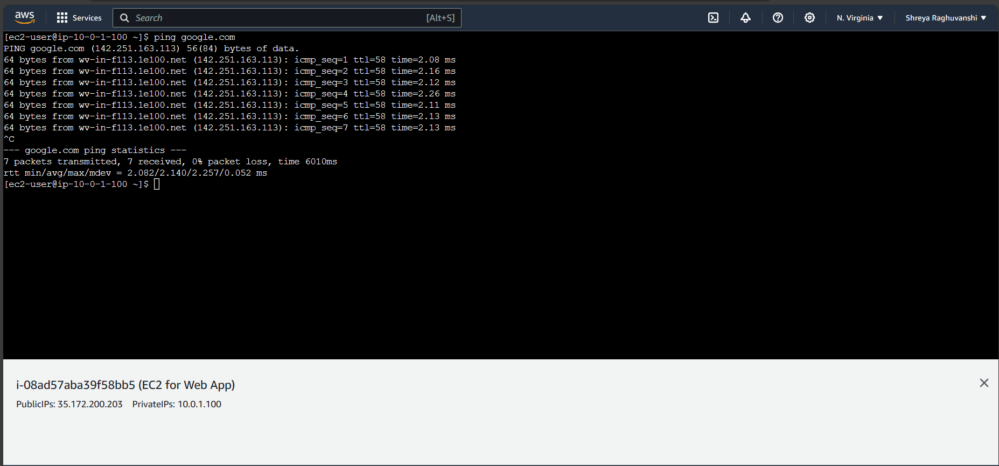 aws Services Search [Alt+S] N. Virginia ▼ Shreya Raghuvanshi ▼
[ec2-user@ip-10-0-1-100 ~]$ ping google.com
PING google.com (142.251.163.113) 56(84) bytes of data.
64 bytes from wv-in-f113.1e100.net (142.251.163.113): icmp_seq=1 ttl=58 time=2.08 ms
64 bytes from wv-in-f113.1e100.net (142.251.163.113): icmp_seq=2 ttl=58 time=2.16 ms
64 bytes from wv-in-f113.1e100.net (142.251.163.113): icmp_seq=3 ttl=58 time=2.12 ms
64 bytes from wv-in-f113.1e100.net (142.251.163.113): icmp_seq=4 ttl=58 time=2.26 ms
64 bytes from wv-in-f113.1e100.net (142.251.163.113): icmp_seq=5 ttl=58 time=2.11 ms
64 bytes from wv-in-f113.1e100.net (142.251.163.113): icmp_seq=6 ttl=58 time=2.13 ms
64 bytes from wv-in-f113.1e100.net (142.251.163.113): icmp_seq=7 ttl=58 time=2.13 ms
^C
--- google.com ping statistics ---
7 packets transmitted, 7 received, 0% packet loss, time 6010ms
rtt min/avg/max/mdev = 2.082/2.140/2.257/0.052 ms
[ec2-user@ip-10-0-1-100 ~]$
i-08ad57aba39f58bb5 (EC2 for Web App)
PublicIPs: 35.172.200.203 PrivateIPs: 10.0.1.100